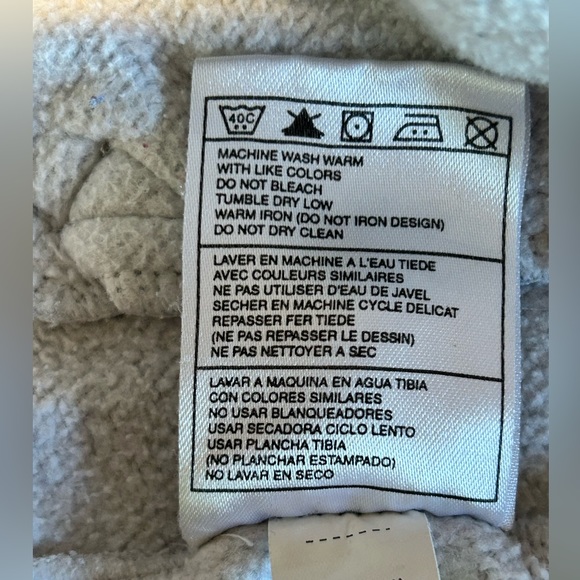 40C
MACHINE WASH WARM
WITH LIKE COLORS
DO NOT BLEACH
TUMBLE DRY LOW
WARM IRON (DO NOT IRON DESIGN)
DO NOT DRY CLEAN
LAVER EN MACHINE A L'EAU TIEDE
AVEC COULEURS SIMILAIRES
NE PAS UTILISER D'EAU DE JAVEL
SECHER EN MACHINE CYCLE DELICAT
REPASSER FER TIEDE
(NE PAS REPASSER LE DESSIN)
NE PAS NETTOYER A SEC
LAVAR A MAQUINA EN AGUA TIBIA
CON COLORES SIMILARES
NO USAR BLANQUEADORES
USAR SECADORA CICLO LENTO
USAR PLANCHA TIBIA
(NO PLANCHAR ESTAMPADO)
NO LAVAR EN SECO